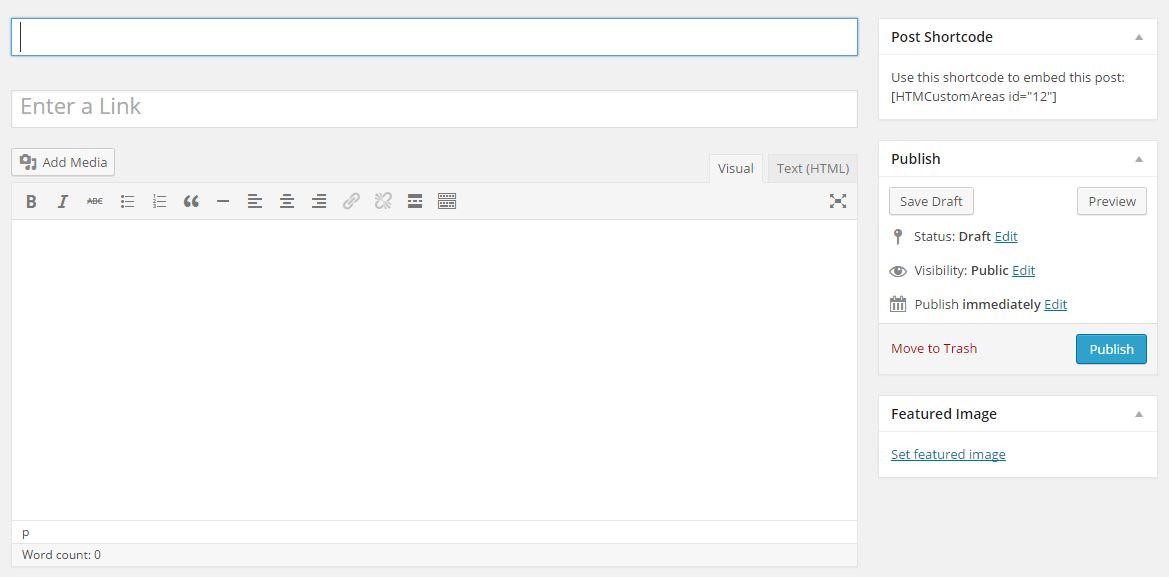 Enter a Link
Add Media
Visual
Text (HTML)
B I ABC
p
Word count: 0
Post Shortcode
Use this shortcode to embed this post:
[HTMCustomAreas id="12"]
Publish
Save Draft
Preview
Status: Draft Edit
Visibility: Public Edit
Publish immediately Edit
Move to Trash
Publish
Featured Image
Set featured image